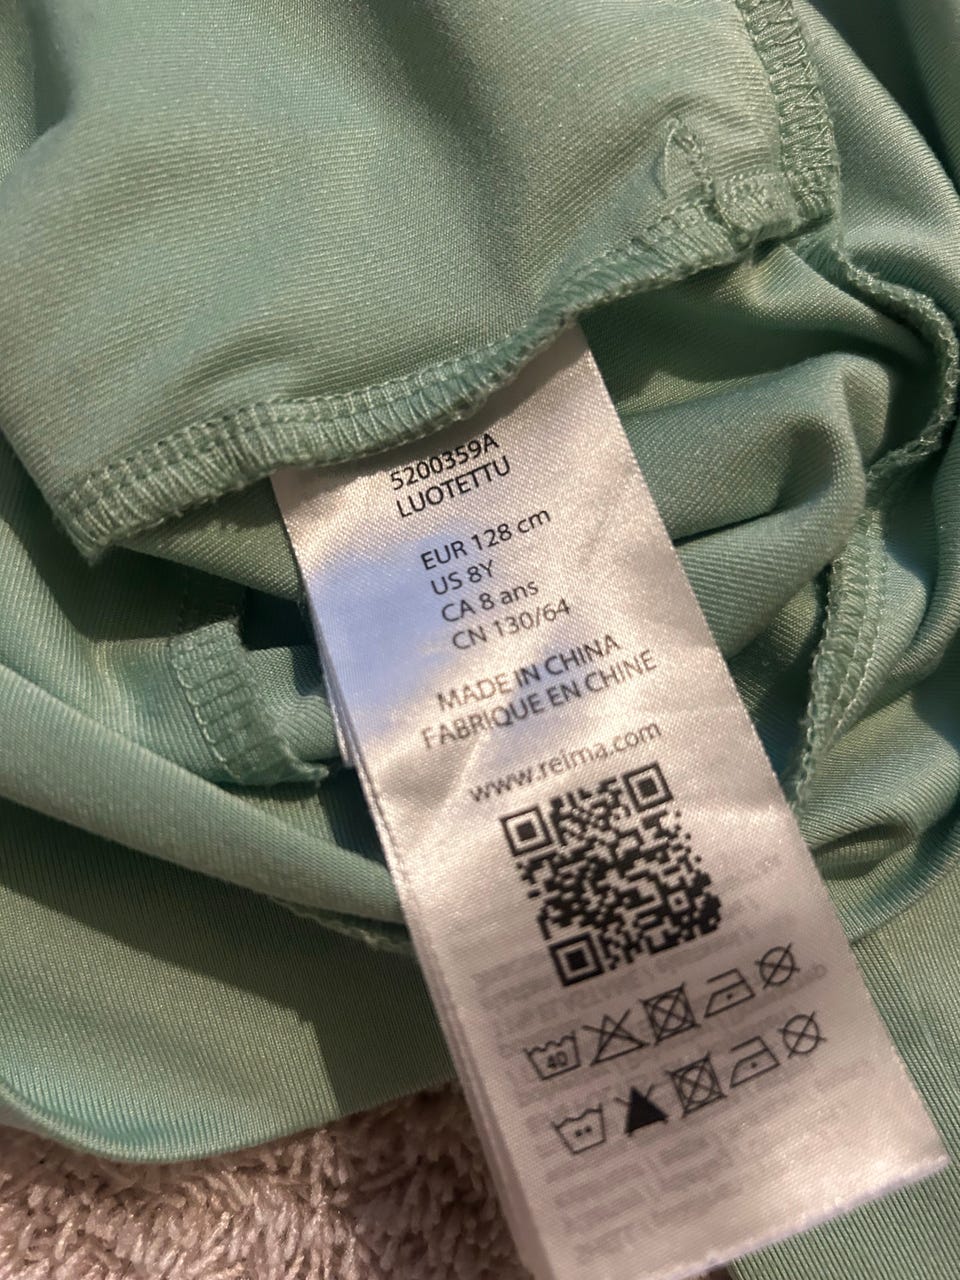 5200359A
LUOTETTU
EUR 128 cm
US 8Y
CA 8 ans
CN 130/64
MADE IN CHINA
FABRIQUE EN CHINE
www.reima.com
40